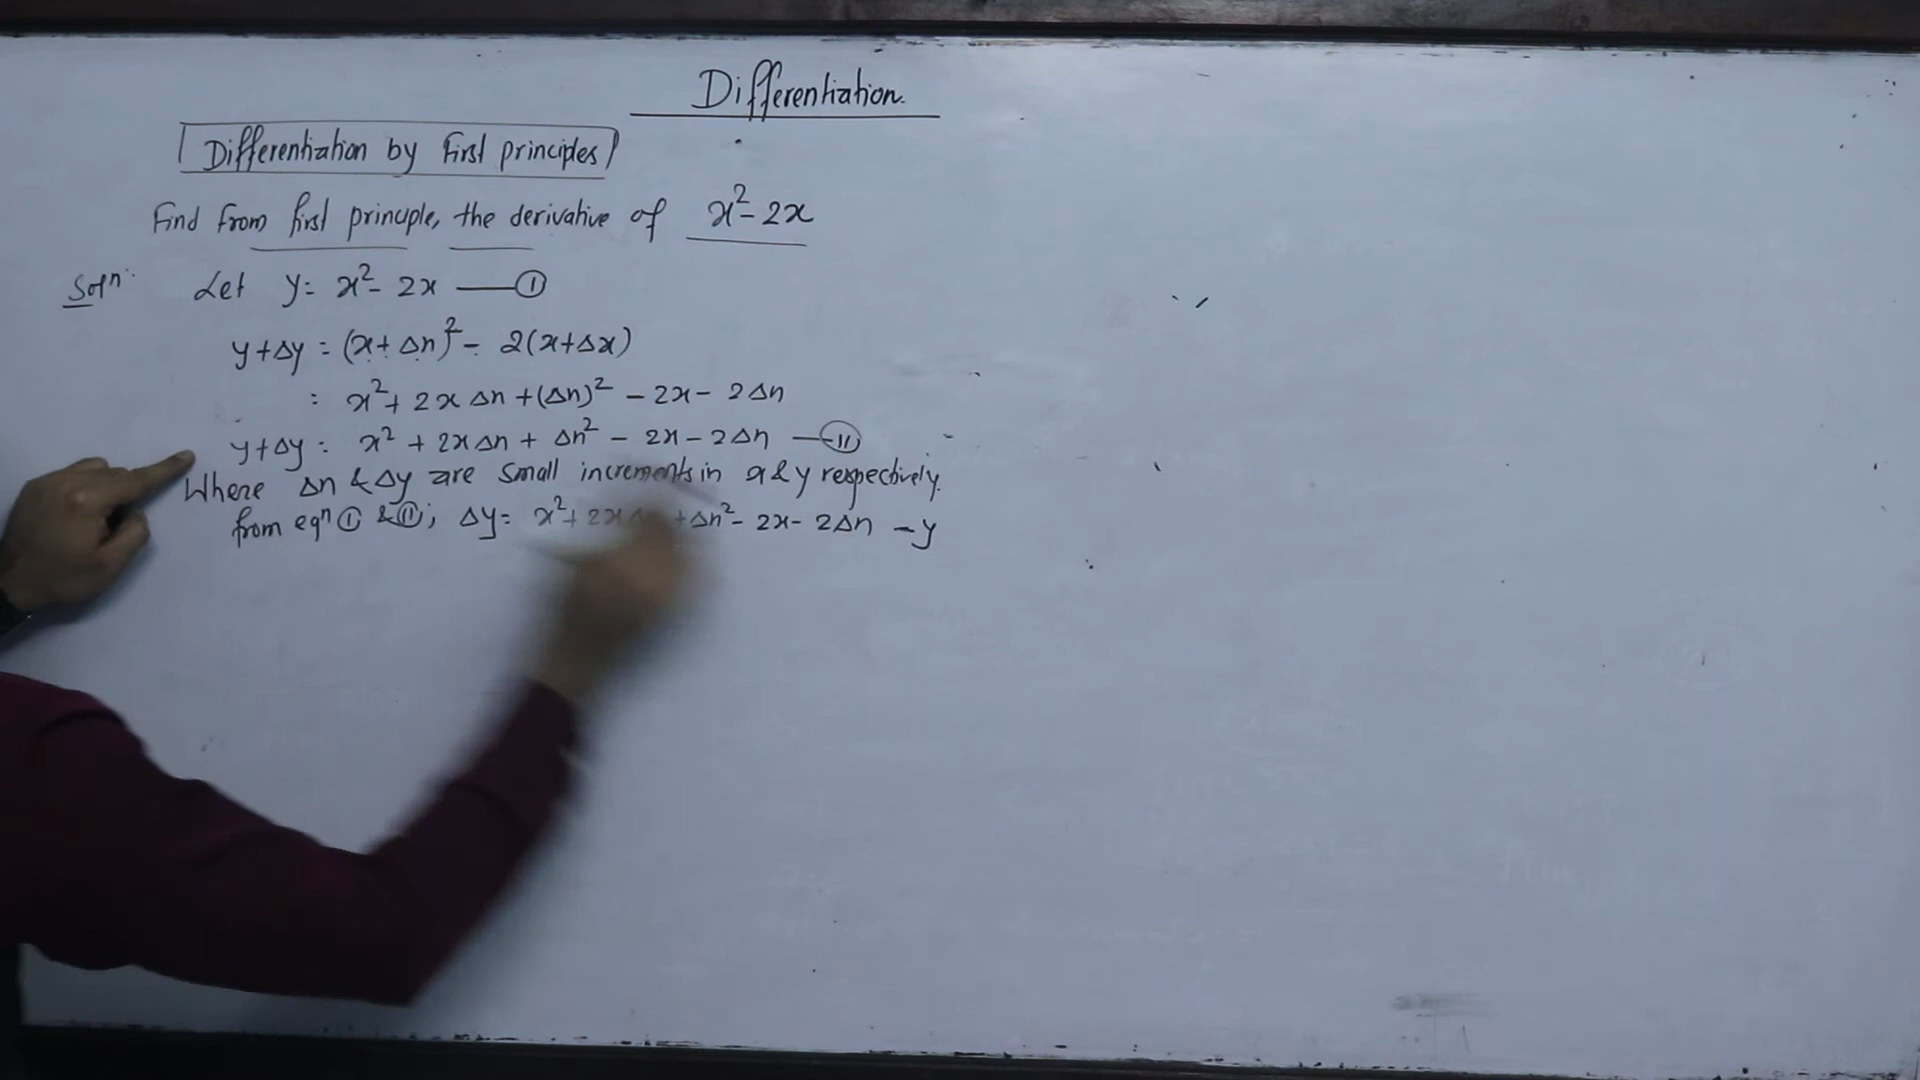 Differentiation.
Differentiation by first principles
Find from first principle, the derivative of x² - 2x
Solⁿ: Let y = x² - 2x —— ①
y + Δy = (x + Δx)² - 2(x + Δx)
= x² + 2x Δx + (Δx)² - 2x - 2Δx
y + Δy = x² + 2xΔx + Δx² - 2x - 2Δx — ⑪
Where Δx & Δy are small increments in x & y respectively.
from eqⁿ ① & ⑪; Δy = x² + 2x + Δx² - 2x - 2Δx - y